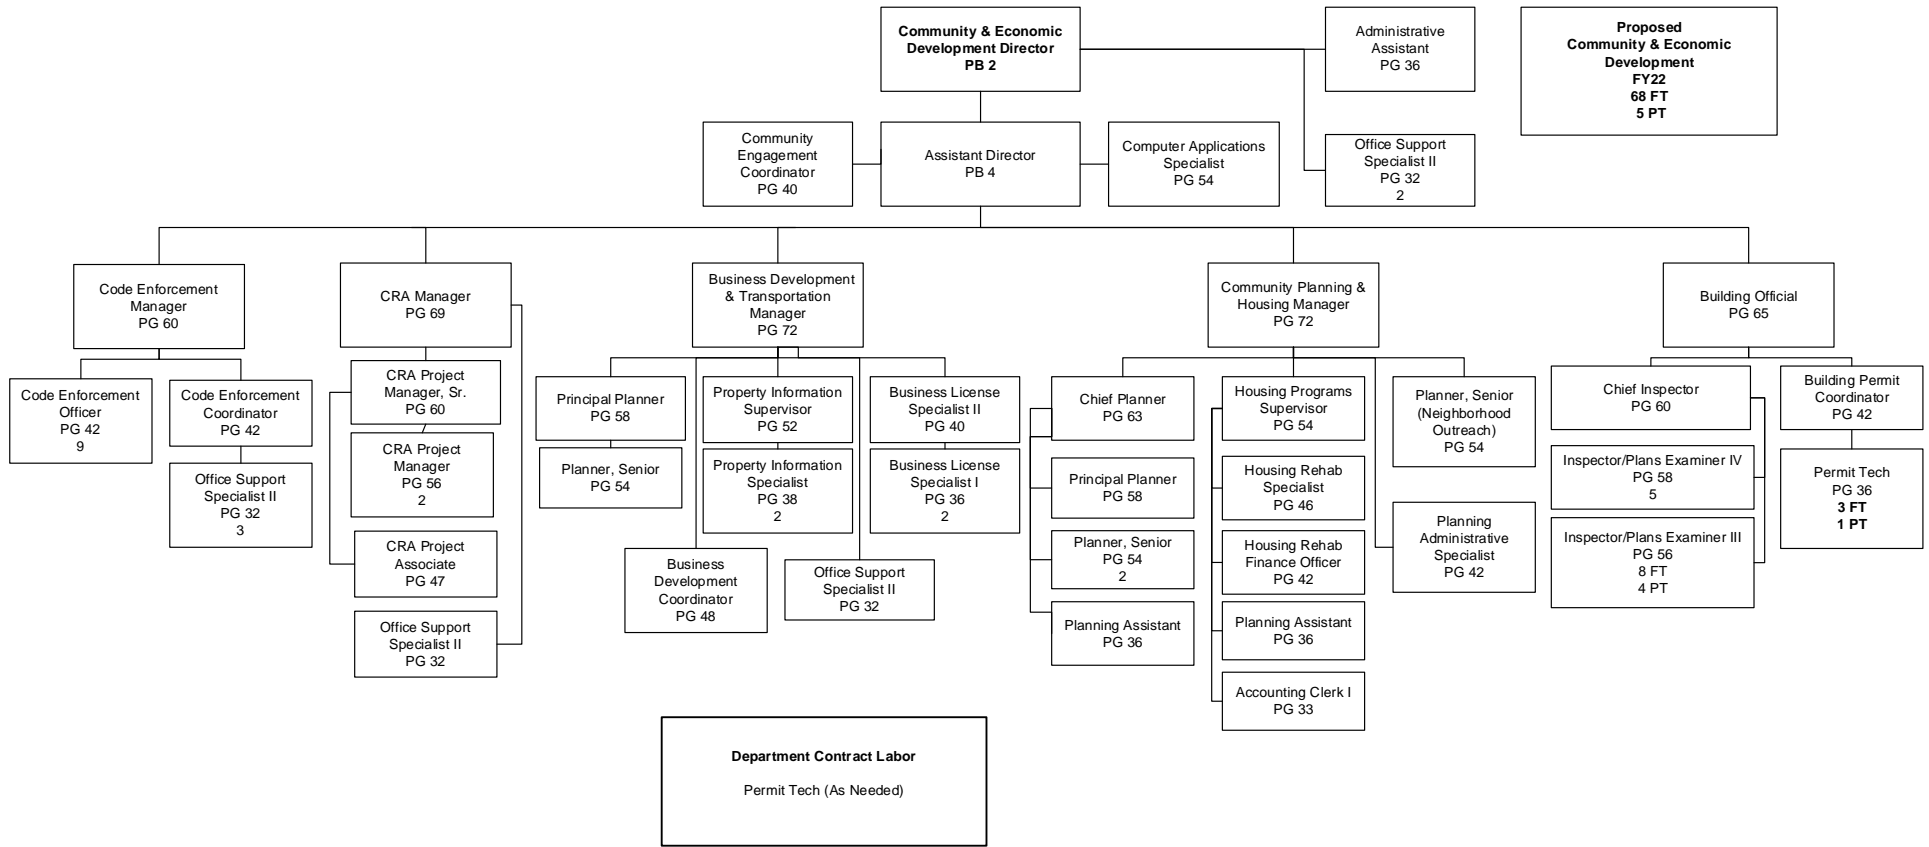 Community & Economic
Development Director
PB 2
Administrative
Assistant
PG 36
Proposed
Community & Economic
Development
FY22
68 FT
5 PT
Community
Engagement
Coordinator
PG 40
Assistant Director
PB 4
Computer Applications
Specialist
PG 54
Office Support
Specialist II
PG 32
2
Code Enforcement
Manager
PG 60
CRA Manager
PG 69
Business Development
& Transportation
Manager
PG 72
Community Planning &
Housing Manager
PG 72
Building Official
PG 65
Code Enforcement
Officer
PG 42
9
Code Enforcement
Coordinator
PG 42
Office Support
Specialist II
PG 32
3
CRA Project
Manager, Sr.
PG 60
CRA Project
Manager
PG 56
2
CRA Project
Associate
PG 47
Office Support
Specialist II
PG 32
Principal Planner
PG 58
Planner, Senior
PG 54
Property Information
Supervisor
PG 52
Property Information
Specialist
PG 38
2
Business License
Specialist II
PG 40
Business License
Specialist I
PG 36
2
Business
Development
Coordinator
PG 48
Office Support
Specialist II
PG 32
Chief Planner
PG 63
Principal Planner
PG 58
Planner, Senior
PG 54
2
Planning Assistant
PG 36
Housing Programs
Supervisor
PG 54
Housing Rehab
Specialist
PG 46
Housing Rehab
Finance Officer
PG 42
Planning Assistant
PG 36
Accounting Clerk I
PG 33
Planner, Senior
(Neighborhood
Outreach)
PG 54
Planning
Administrative
Specialist
PG 42
Chief Inspector
PG 60
Inspector/Plans Examiner IV
PG 58
5
Inspector/Plans Examiner III
PG 56
8 FT
4 PT
Building Permit
Coordinator
PG 42
Permit Tech
PG 36
3 FT
1 PT
Department Contract Labor
Permit Tech (As Needed)